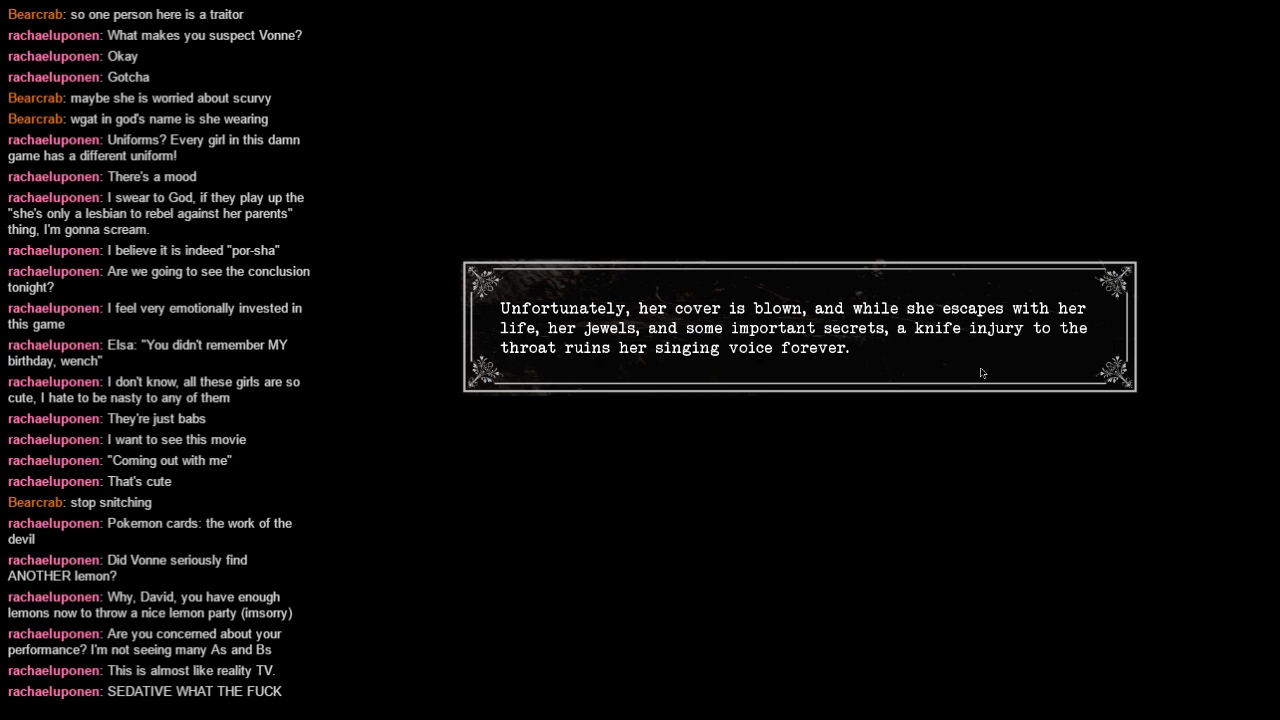 Bearcrab: so one person here is a traitor
rachaeluponen: What makes you suspect Vonne?
rachaeluponen: Okay
rachaeluponen: Gotcha
Bearcrab: maybe she is worried about scurvy
Bearcrab: wgat in god's name is she wearing
rachaeluponen: Uniforms? Every girl in this damn
game has a different uniform!
rachaeluponen: There's a mood
rachaeluponen: I swear to God, if they play up the
"she's only a lesbian to rebel against her parents"
thing, I'm gonna scream.
rachaeluponen: I believe it is indeed "por-sha"
rachaeluponen: Are we going to see the conclusion
tonight?
rachaeluponen: I feel very emotionally invested in
this game
rachaeluponen: Elsa: "You didn't remember MY
birthday, wench"
rachaeluponen: I don't know, all these girls are so
cute, I hate to be nasty to any of them
rachaeluponen: They're just babs
rachaeluponen: I want to see this movie
rachaeluponen: "Coming out with me"
rachaeluponen: That's cute
Bearcrab: stop snitching
rachaeluponen: Pokemon cards: the work of the
devil
rachaeluponen: Did Vonne seriously find
ANOTHER lemon?
rachaeluponen: Why, David, you have enough
lemons now to throw a nice lemon party (imsorry)
rachaeluponen: Are you concerned about your
performance? I'm not seeing many As and Bs
rachaeluponen: This is almost like reality TV.
rachaeluponen: SEDATIVE WHAT THE FUCK
Unfortunately, her cover is blown, and while she escapes with her
life, her jewels, and some important secrets, a knife injury to the
throat ruins her singing voice forever.